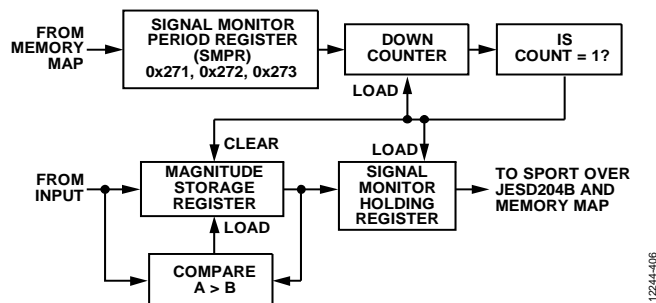 FROM
MEMORY
MAP
SIGNAL MONITOR
PERIOD REGISTER
(SMPR)
0x271, 0x272, 0x273
DOWN
COUNTER
IS
COUNT = 1?
LOAD
CLEAR
LOAD
FROM
INPUT
MAGNITUDE
STORAGE
REGISTER
SIGNAL
MONITOR
HOLDING
REGISTER
TO SPORT OVER
JESD204B AND
MEMORY MAP
LOAD
COMPARE
A > B
12244-406